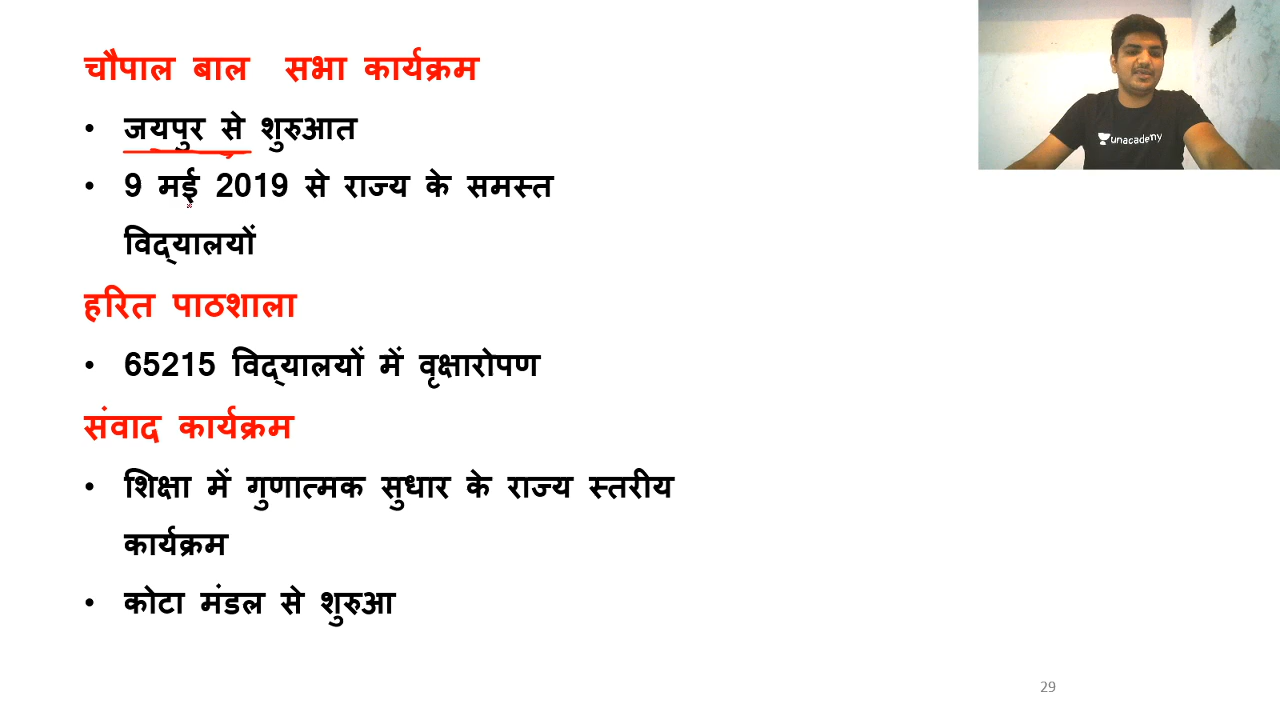 चौपाल बाल सभा कार्यक्रम
• जयपुर से शुरुआत
• 9 मई 2019 से राज्य के समस्त
विद्यालयों
हरित पाठशाला
• 65215 विद्यालयों में वृक्षारोपण
संवाद कार्यक्रम
• शिक्षा में गुणात्मक सुधार के राज्य स्तरीय
कार्यक्रम
• कोटा मंडल से शुरुआ
unacademy
29